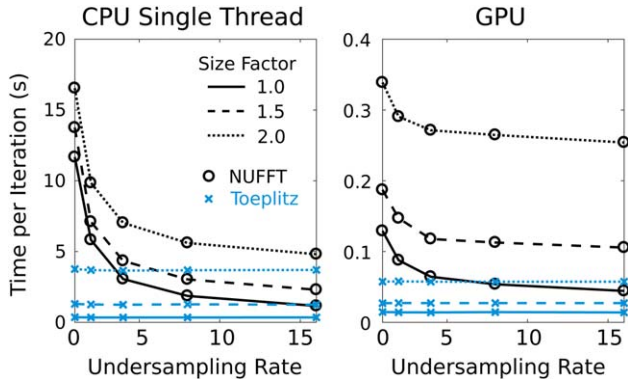 CPU Single Thread
GPU
Time per Iteration (s)
20
15
10
5
0
Size Factor
1.0
1.5
2.0
NUFFT
Toeplitz
0
5
10
15
Undersampling Rate
0.4
0.3
0.2
0.1
0
0
5
10
15
Undersampling Rate